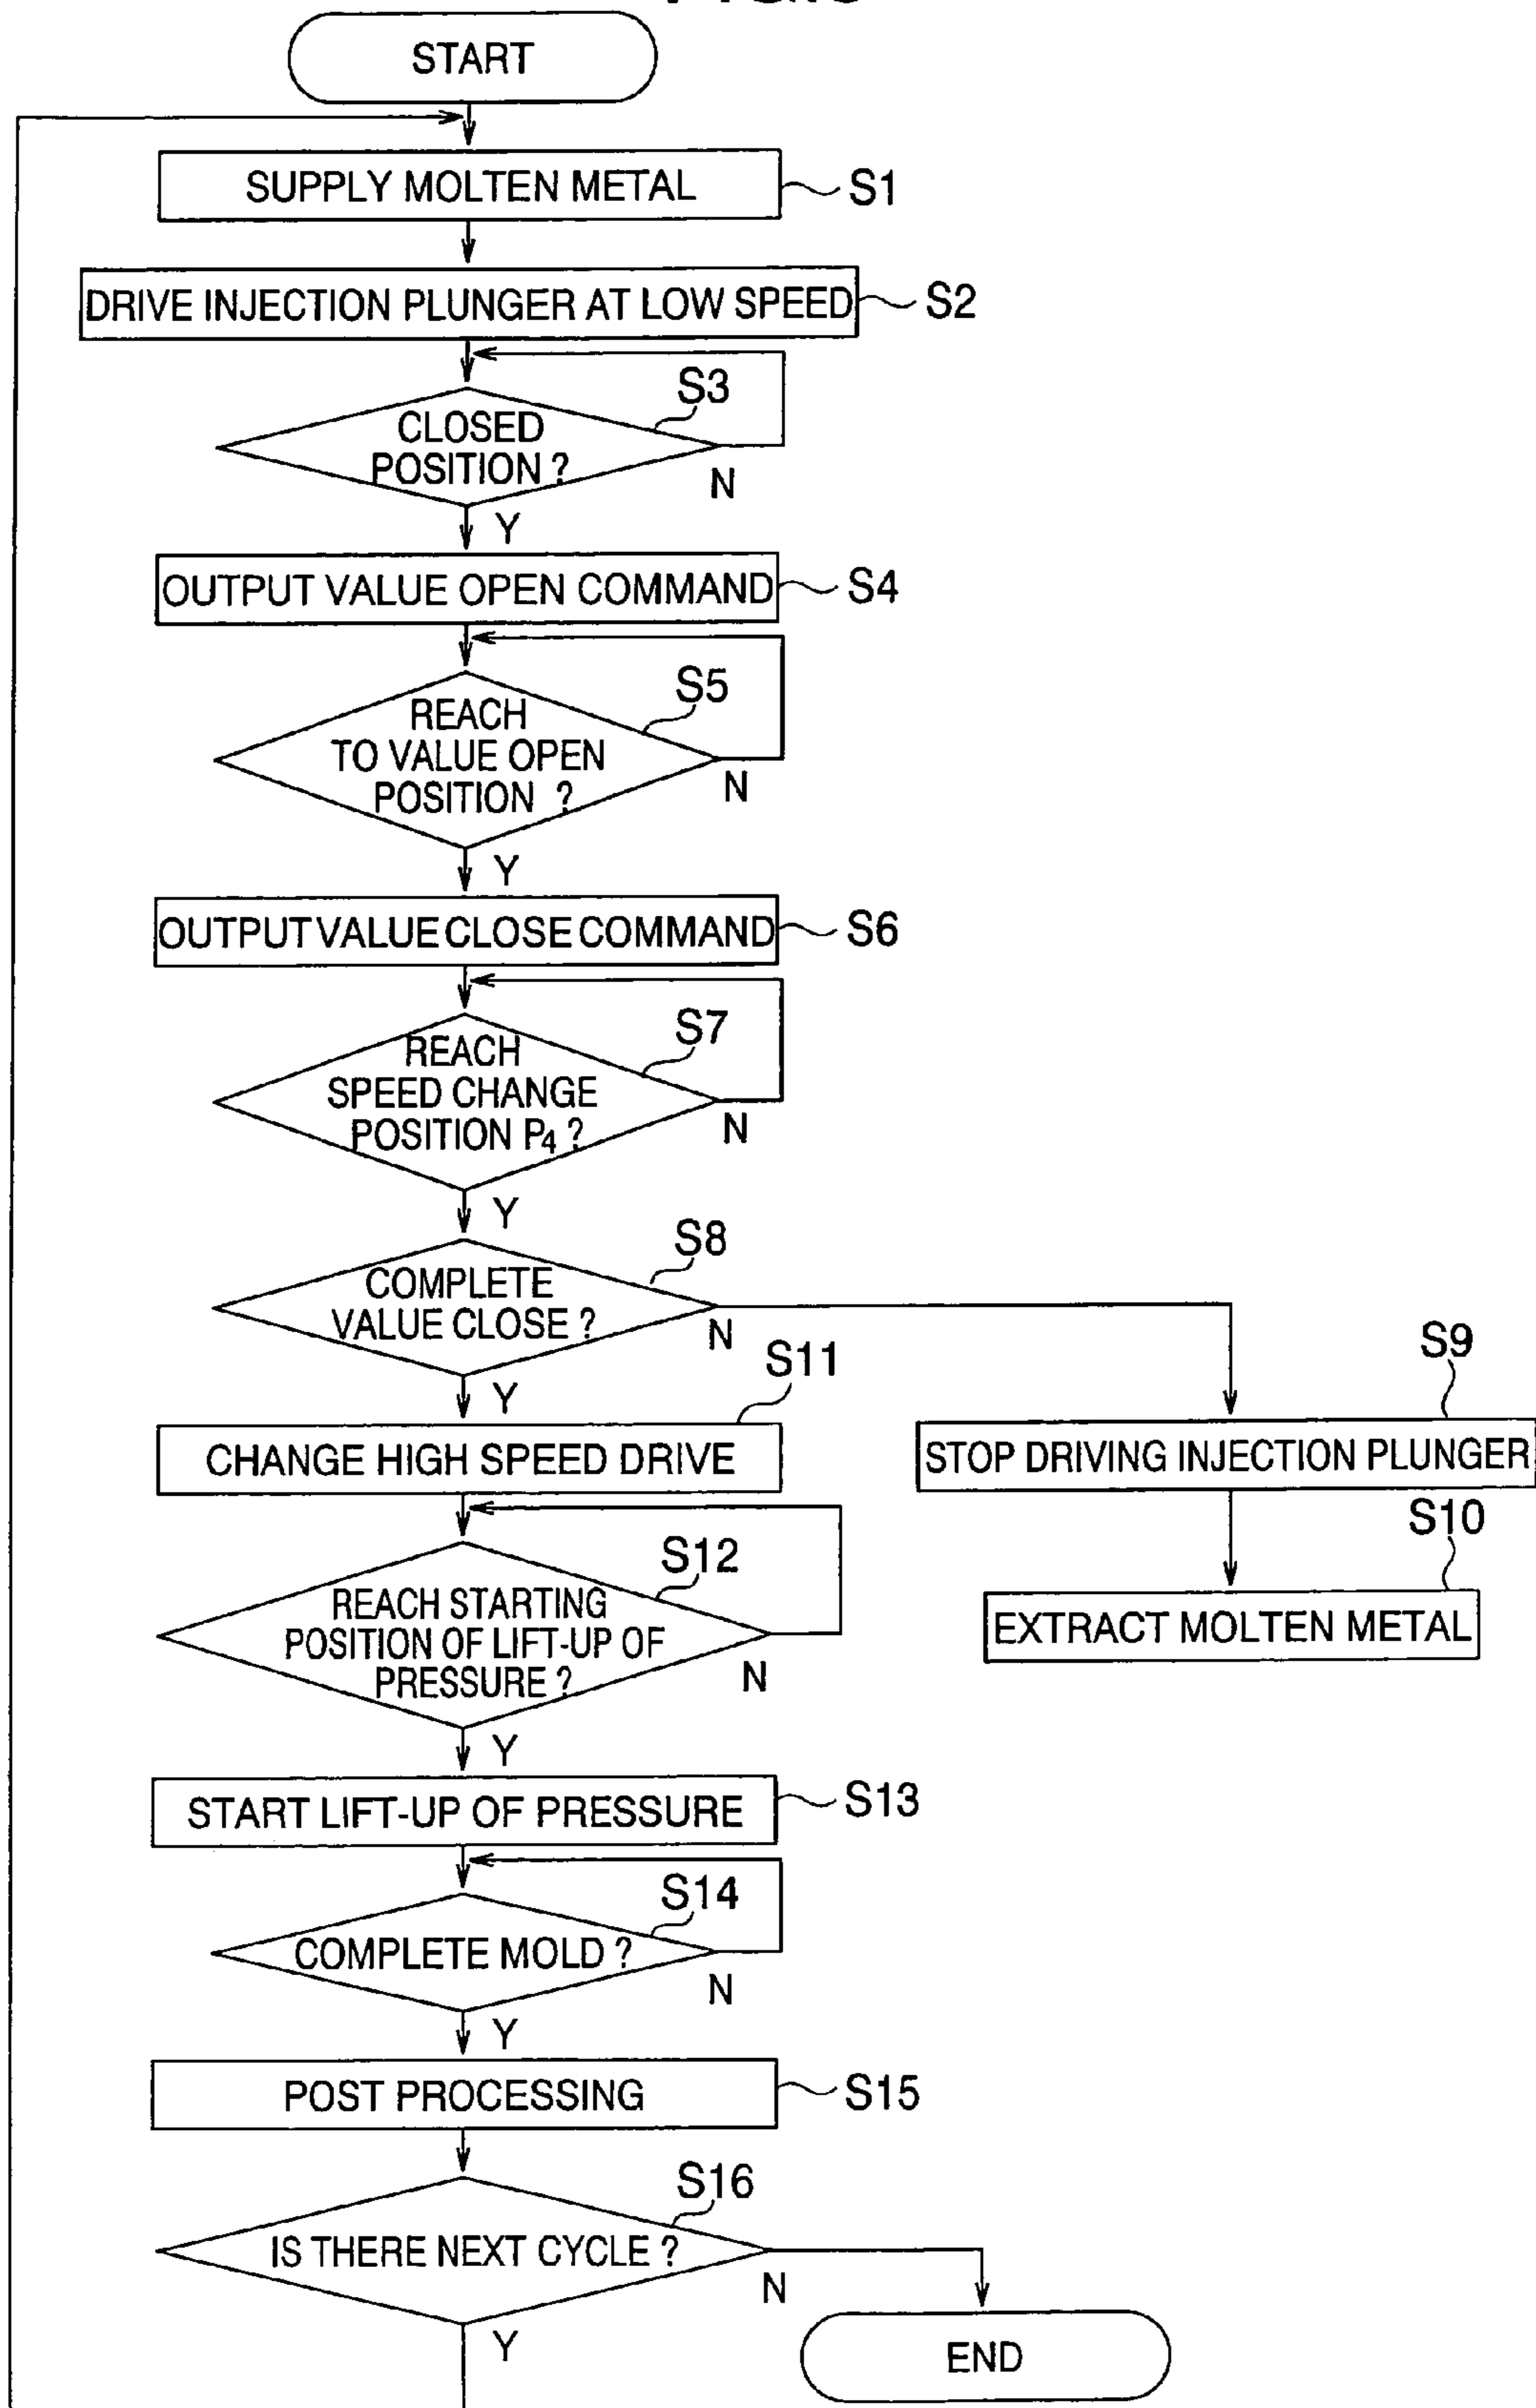 START
SUPPLY MOLTEN METAL
S1
DRIVE INJECTION PLUNGER AT LOW SPEED
S2
S3
CLOSED
POSITION ?
N
Y
OUTPUT VALUE OPEN COMMAND
S4
S5
REACH
TO VALUE OPEN
POSITION ?
N
Y
OUTPUT VALUE CLOSE COMMAND
S6
S7
REACH
SPEED CHANGE
POSITION P4 ?
N
Y
S8
COMPLETE
VALUE CLOSE ?
N
Y
S9
STOP DRIVING INJECTION PLUNGER
S10
EXTRACT MOLTEN METAL
S11
CHANGE HIGH SPEED DRIVE
S12
REACH STARTING
POSITION OF LIFT-UP OF
PRESSURE ?
N
Y
START LIFT-UP OF PRESSURE
S13
S14
COMPLETE MOLD ?
N
Y
POST PROCESSING
S15
S16
IS THERE NEXT CYCLE ?
N
Y
END